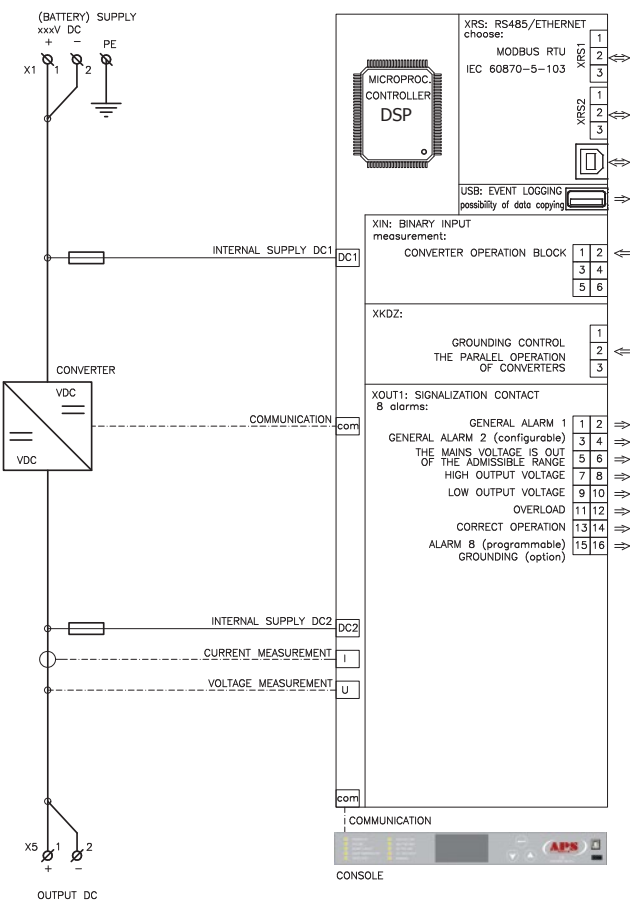 (BATTERY) SUPPLY
xxxV DC
+ − PE
X1 1 2
XRS: RS485/ETHERNET
choose:
MODBUS RTU
IEC 60870-5-103
XRS1
1
2
3
XRS2
1
2
3
MICROPROC.
CONTROLLER
DSP
USB: EVENT LOGGING
possibility of data copying
XIN: BINARY INPUT
measurement:
INTERNAL SUPPLY DC1
DC1
CONVERTER OPERATION BLOCK
1 2
3 4
5 6
XKDZ:
GROUNDING CONTROL
THE PARALEL OPERATION
OF CONVERTERS
1
2
3
CONVERTER
VDC
VDC
COMMUNICATION
com
XOUT1: SIGNALIZATION CONTACT
8 alarms:
GENERAL ALARM 1 1 2
GENERAL ALARM 2 (configurable) 3 4
THE MAINS VOLTAGE IS OUT
OF THE ADMISSIBLE RANGE 5 6
HIGH OUTPUT VOLTAGE 7 8
LOW OUTPUT VOLTAGE 9 10
OVERLOAD 11 12
CORRECT OPERATION 13 14
ALARM 8 (programmable) 15 16
GROUNDING (option)
INTERNAL SUPPLY DC2
DC2
CURRENT MEASUREMENT
I
VOLTAGE MEASUREMENT
U
com
COMMUNICATION
APS
CONSOLE
X5 1 2
+ −
OUTPUT DC